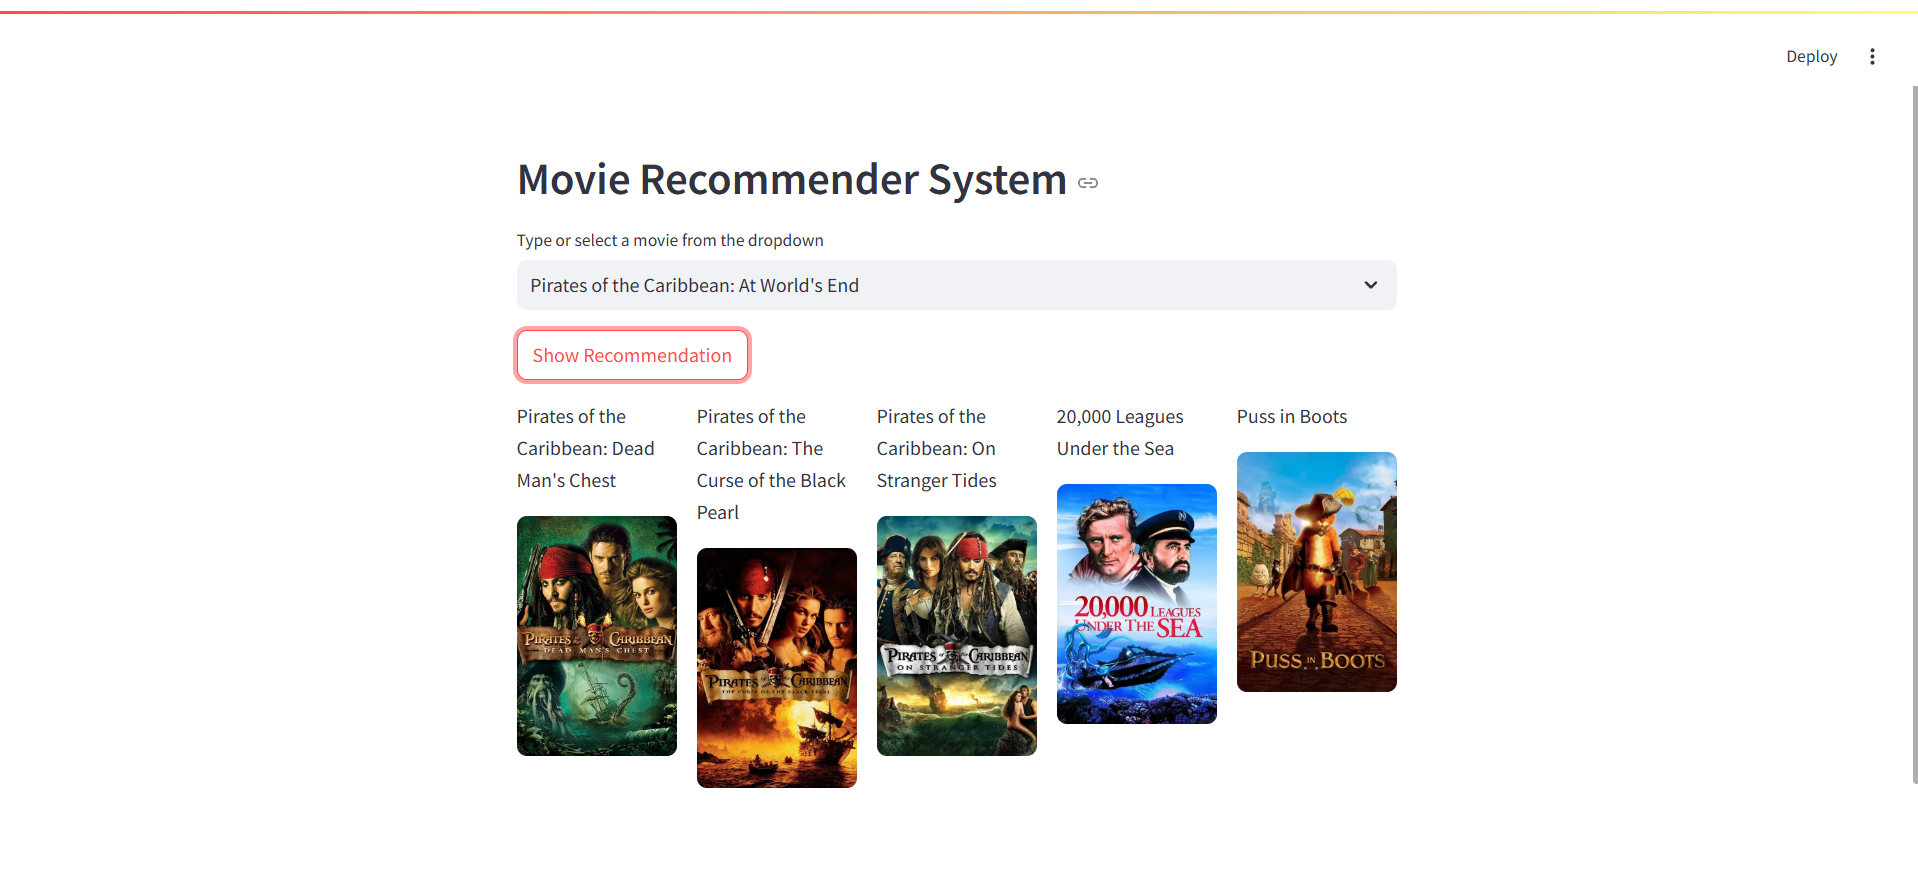 Deploy
Movie Recommender System
Type or select a movie from the dropdown
Pirates of the Caribbean: At World's End
Show Recommendation
Pirates of the
Caribbean: Dead
Man's Chest
PIRATES of the CARIBBEAN
DEAD MAN'S CHEST
Pirates of the
Caribbean: The
Curse of the Black
Pearl
PIRATES of the CARIBBEAN
THE CURSE OF THE BLACK PEARL
Pirates of the
Caribbean: On
Stranger Tides
PIRATES of the CARIBBEAN
ON STRANGER TIDES
20,000 Leagues
Under the Sea
20,000 LEAGUES
UNDER THE SEA
Puss in Boots
PUSS IN BOOTS